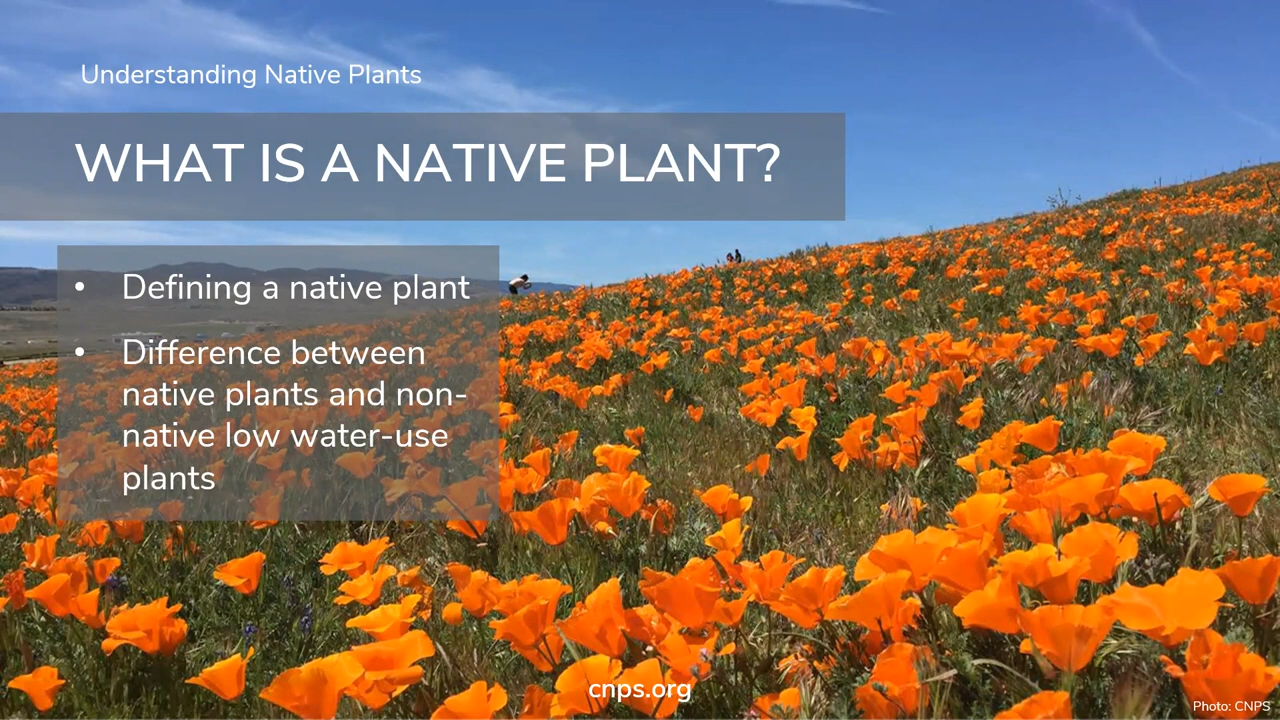 Understanding Native Plants
WHAT IS A NATIVE PLANT?
• Defining a native plant
• Difference between
native plants and non-
native low water-use
plants
cnps.org
Photo: CNPS